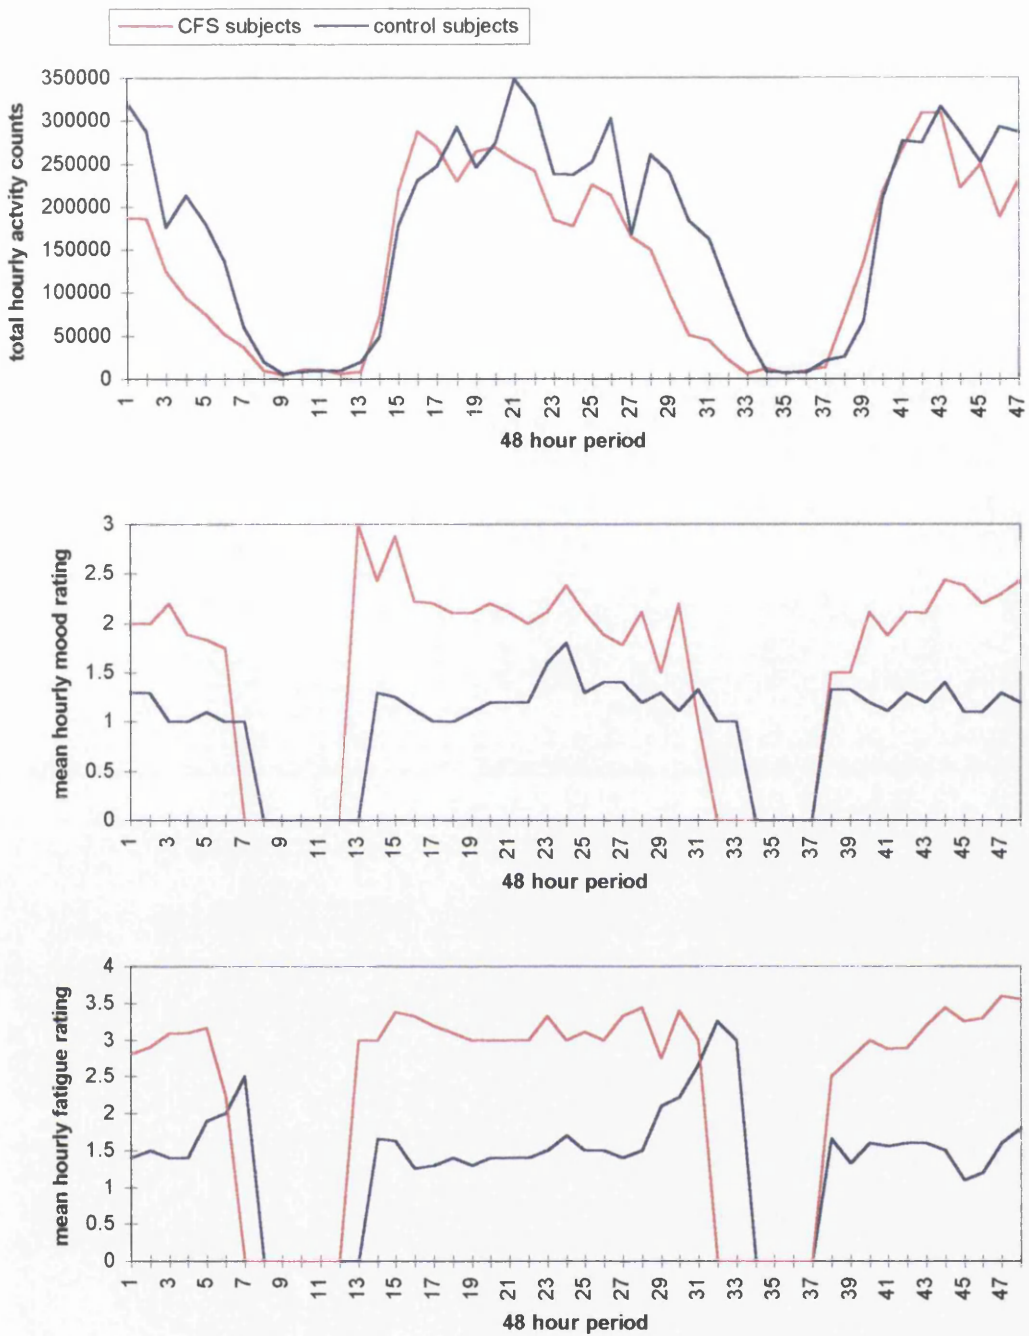 CFS subjects control subjects
total hourly actvity counts
350000
300000
250000
200000
150000
100000
50000
0
1 3 5 7 9 11 13 15 17 19 21 23 25 27 29 31 33 35 37 39 41 43 45 47
48 hour period
mean hourly mood rating
3
2.5
2
1.5
1
0.5
0
1 3 5 7 9 11 13 15 17 19 21 23 25 27 29 31 33 35 37 39 41 43 45 47
48 hour period
mean hourly fatigue rating
4
3.5
3
2.5
2
1.5
1
0.5
0
1 3 5 7 9 11 13 15 17 19 21 23 25 27 29 31 33 35 37 39 41 43 45 47
48 hour period